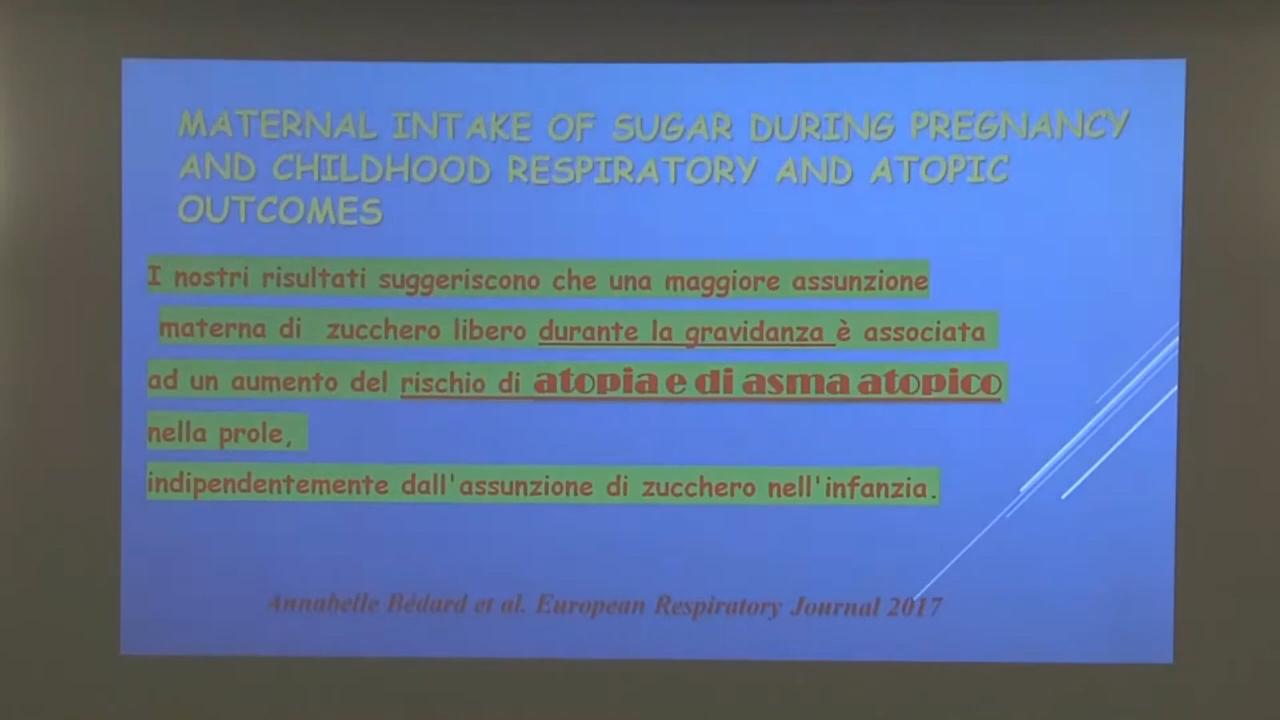 MATERNAL INTAKE OF SUGAR DURING PREGNANCY
AND CHILDHOOD RESPIRATORY AND ATOPIC
OUTCOMES
I nostri risultati suggeriscono che una maggiore assunzione
materna di zucchero libero durante la gravidanza è associata
ad un aumento del rischio di atopia e di asma atopico
nella prole,
indipendentemente dall'assunzione di zucchero nell'infanzia.
Annabelle Bédard et al. European Respiratory Journal 2017